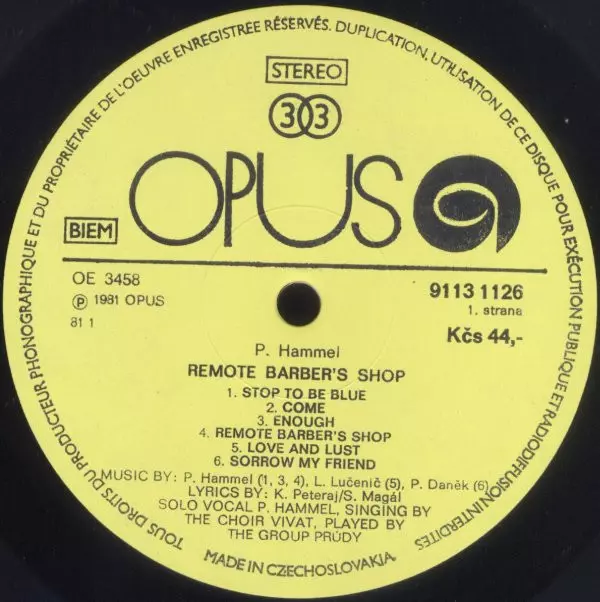 TOUS DROITS DU PRODUCTEUR PHONOGRAPHIQUE ET DU PROPRIÉTAIRE DE L'OEUVRE ENREGISTREE RÉSERVÉS. DUPLICATION, UTILISATION DE CE DISQUE POUR EXÉCUTION PUBLIQUE ET RADIODIFFUSION INTERDITES
STEREO
33
OPUS
BIEM
OE 3458
9113 1126
℗ 1981 OPUS
1. strana
81 1
Kčs 44,-
P. Hammel
REMOTE BARBER'S SHOP
1. STOP TO BE BLUE
2. COME
3. ENOUGH
4. REMOTE BARBER'S SHOP
5. LOVE AND LUST
6. SORROW MY FRIEND
MUSIC BY: P. Hammel (1, 3, 4), L. Lučenič (5), P. Daněk (6)
LYRICS BY: K. Peteraj/S. Magál
SOLO VOCAL P. HAMMEL, SINGING BY
THE CHOIR VIVAT, PLAYED BY
THE GROUP PRÚDY
MADE IN CZECHOSLOVAKIA